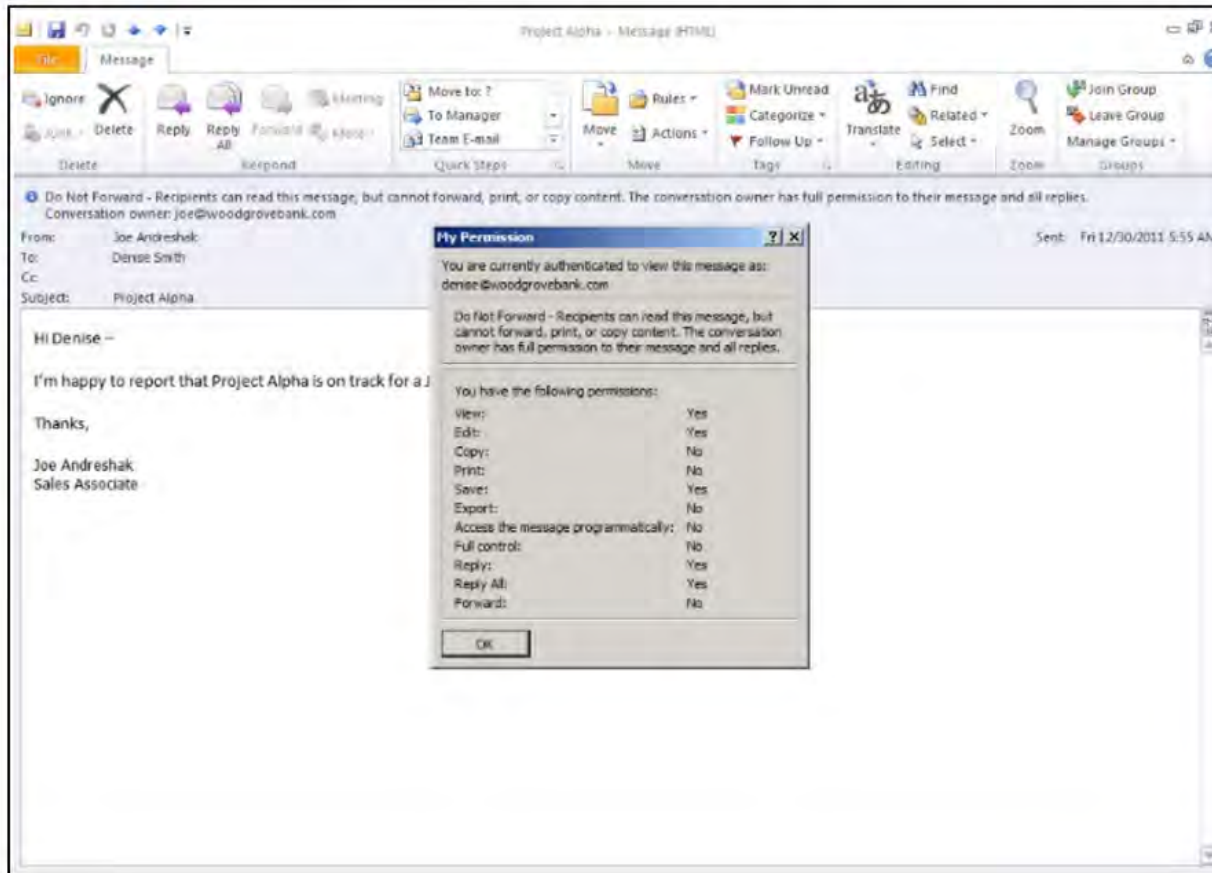 Project Alpha - Message (HTML)
File
Message
Ignore
Junk
Delete
Reply
Reply All
Forward
Meeting
More
Move to: ?
To Manager
Team E-mail
Move
Rules
Actions
Mark Unread
Categorize
Follow Up
Translate
Find
Related
Select
Zoom
Join Group
Leave Group
Manage Groups
Delete
Respond
Quick Steps
Move
Tags
Editing
Zoom
Groups
Do Not Forward - Recipients can read this message, but cannot forward, print, or copy content. The conversation owner has full permission to their message and all replies.
Conversation owner: joe@woodgrovebank.com
From: Joe Andreshak
Sent: Fri 12/30/2011 5:55 AM
To: Denise Smith
Cc
Subject: Project Alpha
Hi Denise –
I'm happy to report that Project Alpha is on track for a
Thanks,
Joe Andreshak
Sales Associate
My Permission
You are currently authenticated to view this message as:
denise@woodgrovebank.com
Do Not Forward - Recipients can read this message, but
cannot forward, print, or copy content. The conversation
owner has full permission to their message and all replies.
You have the following permissions:
View: Yes
Edit: Yes
Copy: No
Print: No
Save: Yes
Export: No
Access the message programmatically: No
Full control: No
Reply: Yes
Reply All: Yes
Forward: No
OK